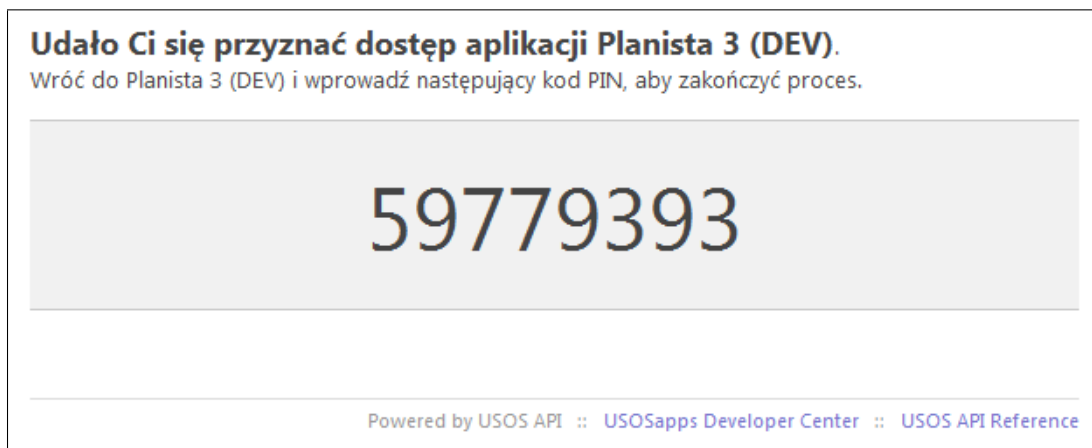 Udało Ci się przyznać dostęp aplikacji Planista 3 (DEV).
Wróć do Planista 3 (DEV) i wprowadź następujący kod PIN, aby zakończyć proces.
59779393
Powered by USOS API :: USOSapps Developer Center :: USOS API Reference